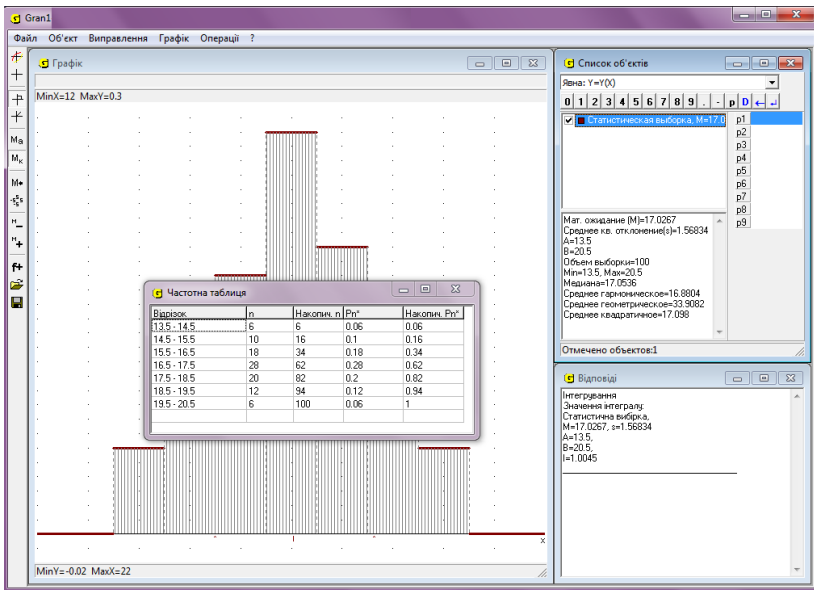 Gran1
Файл Об'єкт Виправлення Графік Операції ?
Графік
MinX=12 MaxY=0.3
Ma
Mк
M+
f+
x
MinY=-0.02 MaxX=22
Частотна таблиця
Відрізок n Накопич. n Pn* Накопич. Pn*
13.5 - 14.5 6 6 0.06 0.06
14.5 - 15.5 10 16 0.1 0.16
15.5 - 16.5 18 34 0.18 0.34
16.5 - 17.5 28 62 0.28 0.62
17.5 - 18.5 20 82 0.2 0.82
18.5 - 19.5 12 94 0.12 0.94
19.5 - 20.5 6 100 0.06 1
Список об'єктів
Явна: Y=Y(X)
0 1 2 3 4 5 6 7 8 9 . - p D ← ↲
Статистическая выборка, M=17.0
p1
p2
p3
p4
p5
p6
p7
p8
p9
Мат. ожидание (M)=17.0267
Среднее кв. отклонение(s)=1.56834
A=13.5
B=20.5
Объем выборки=100
Min=13.5, Max=20.5
Медиана=17.0536
Среднее гармоническое=16.8804
Среднее геометрическое=33.9082
Среднее квадратичное=17.098
Отмечено объектов:1
Відповіді
Інтегрування
Значення інтегралу:
Статистична вибірка,
M=17.0267, s=1.56834
A=13.5,
B=20.5,
I=1.0045